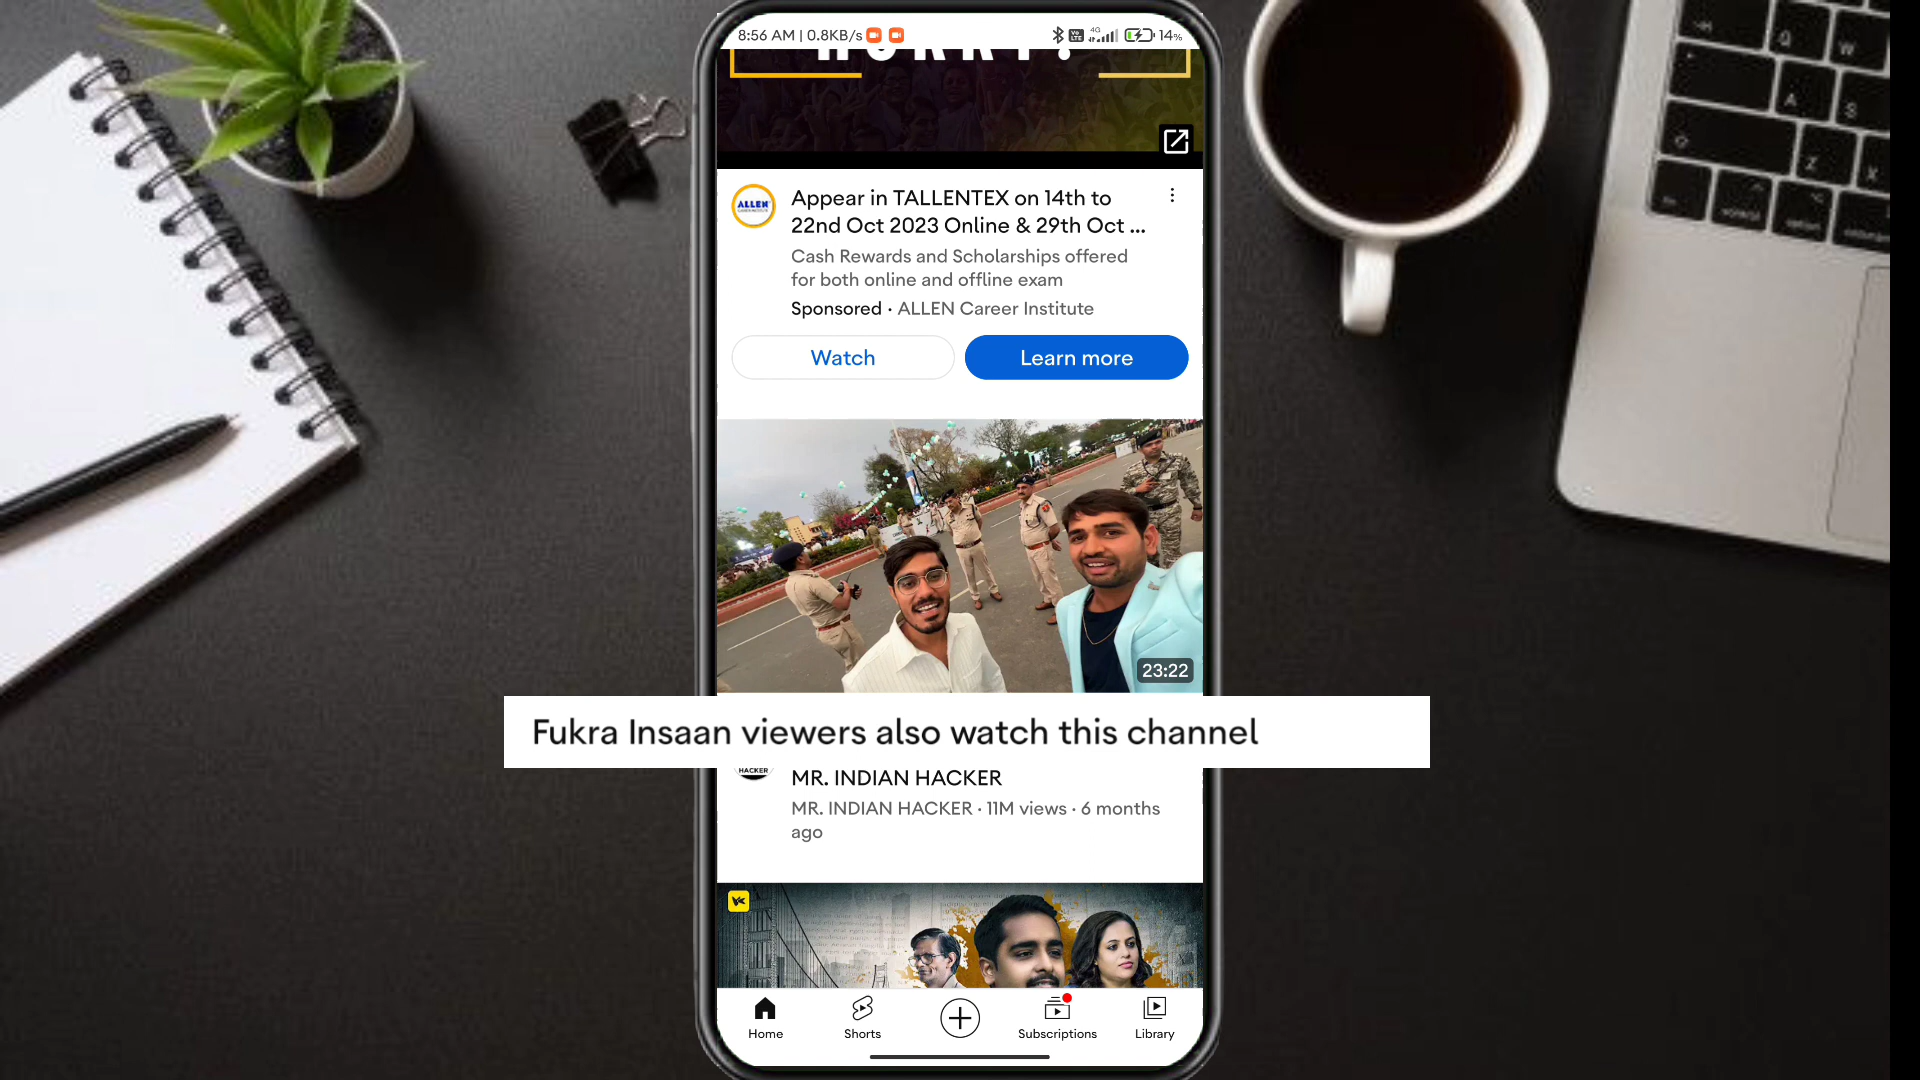 8:56 AM | 0.8KB/s
4G
14%
ALLEN
Appear in TALLENTEX on 14th to
22nd Oct 2023 Online & 29th Oct ...
Cash Rewards and Scholarships offered
for both online and offline exam
Sponsored · ALLEN Career Institute
Watch
Learn more
23:22
Fukra Insaan viewers also watch this channel
HACKER
MR. INDIAN HACKER
MR. INDIAN HACKER · 11M views · 6 months
ago
Home
Shorts
Subscriptions
Library
Q
W
A
S
Z
X